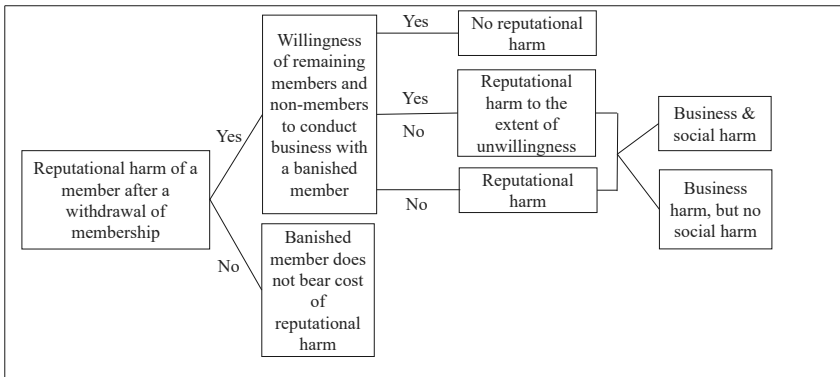 Reputational harm of
a member after a
withdrawal of
membership
Yes
No
Willingness
of remaining
members and
non-members
to conduct
business with
a banished
member
Banished
member does
not bear cost
of
reputational
harm
Yes
Yes
No
No
No reputational
harm
Reputational
harm to the
extent of
unwillingness
Reputational
harm
Business &
social harm
Business
harm, but no
social harm